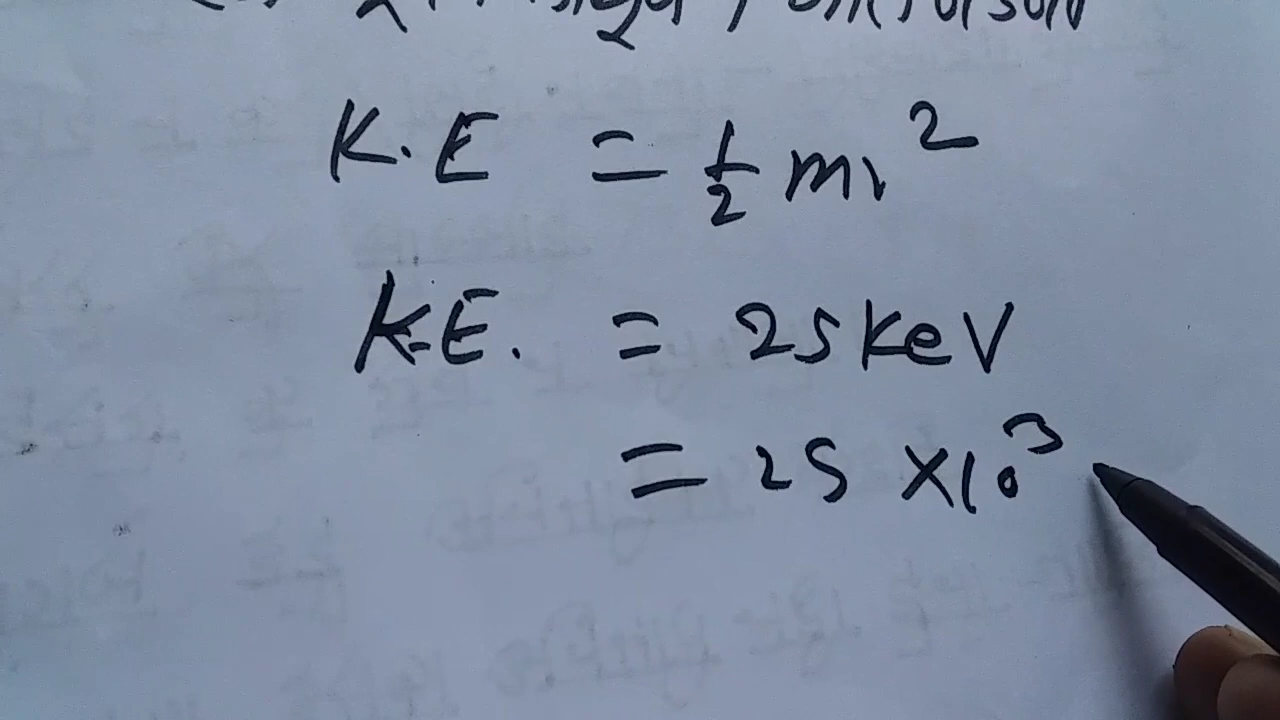 K.E = 1/2 mv²
K.E. = 25 KeV
= 25 ×10³